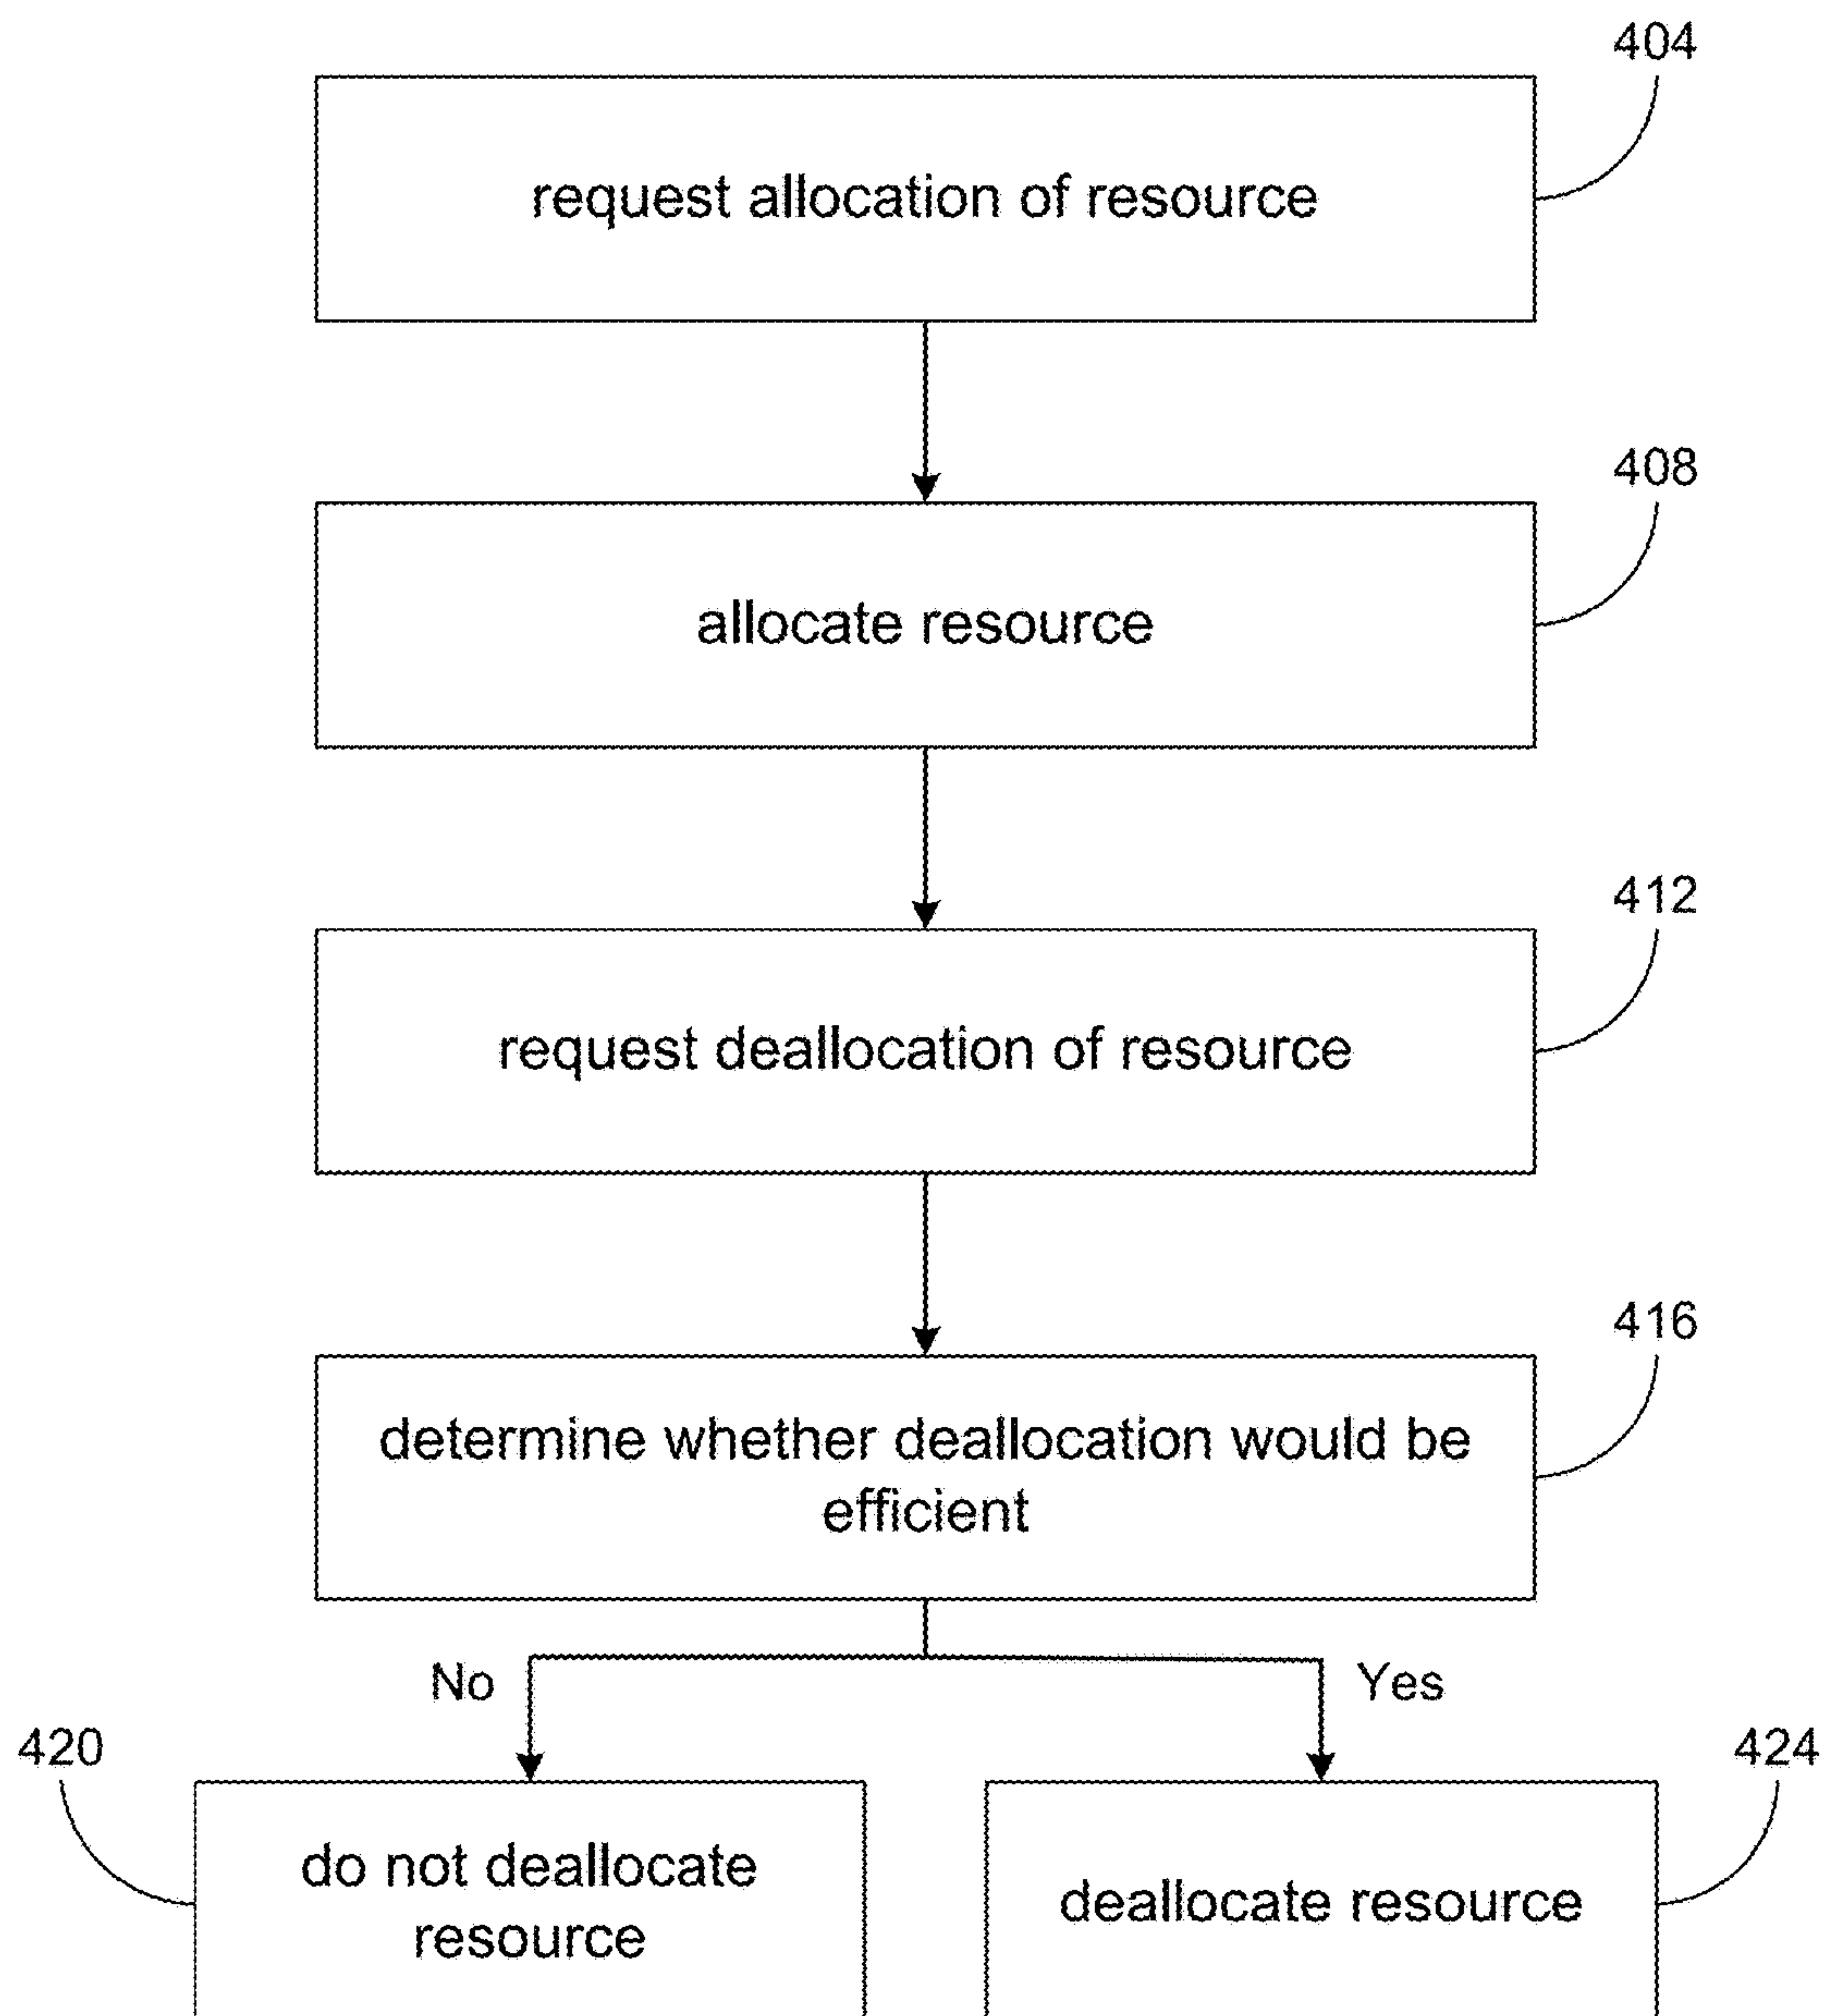 404
request allocation of resource
408
allocate resource
412
request deallocation of resource
416
determine whether deallocation would be
efficient
No
Yes
420
424
do not deallocate
resource
deallocate resource